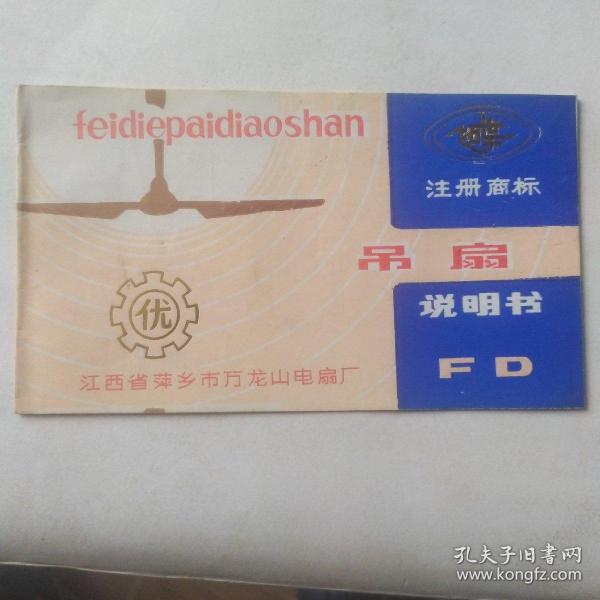 feidiepaidiaoshan
注册商标
吊扇
说明书
FD
优
江西省萍乡市万龙山电扇厂
孔夫子旧书网
www.kongfz.com